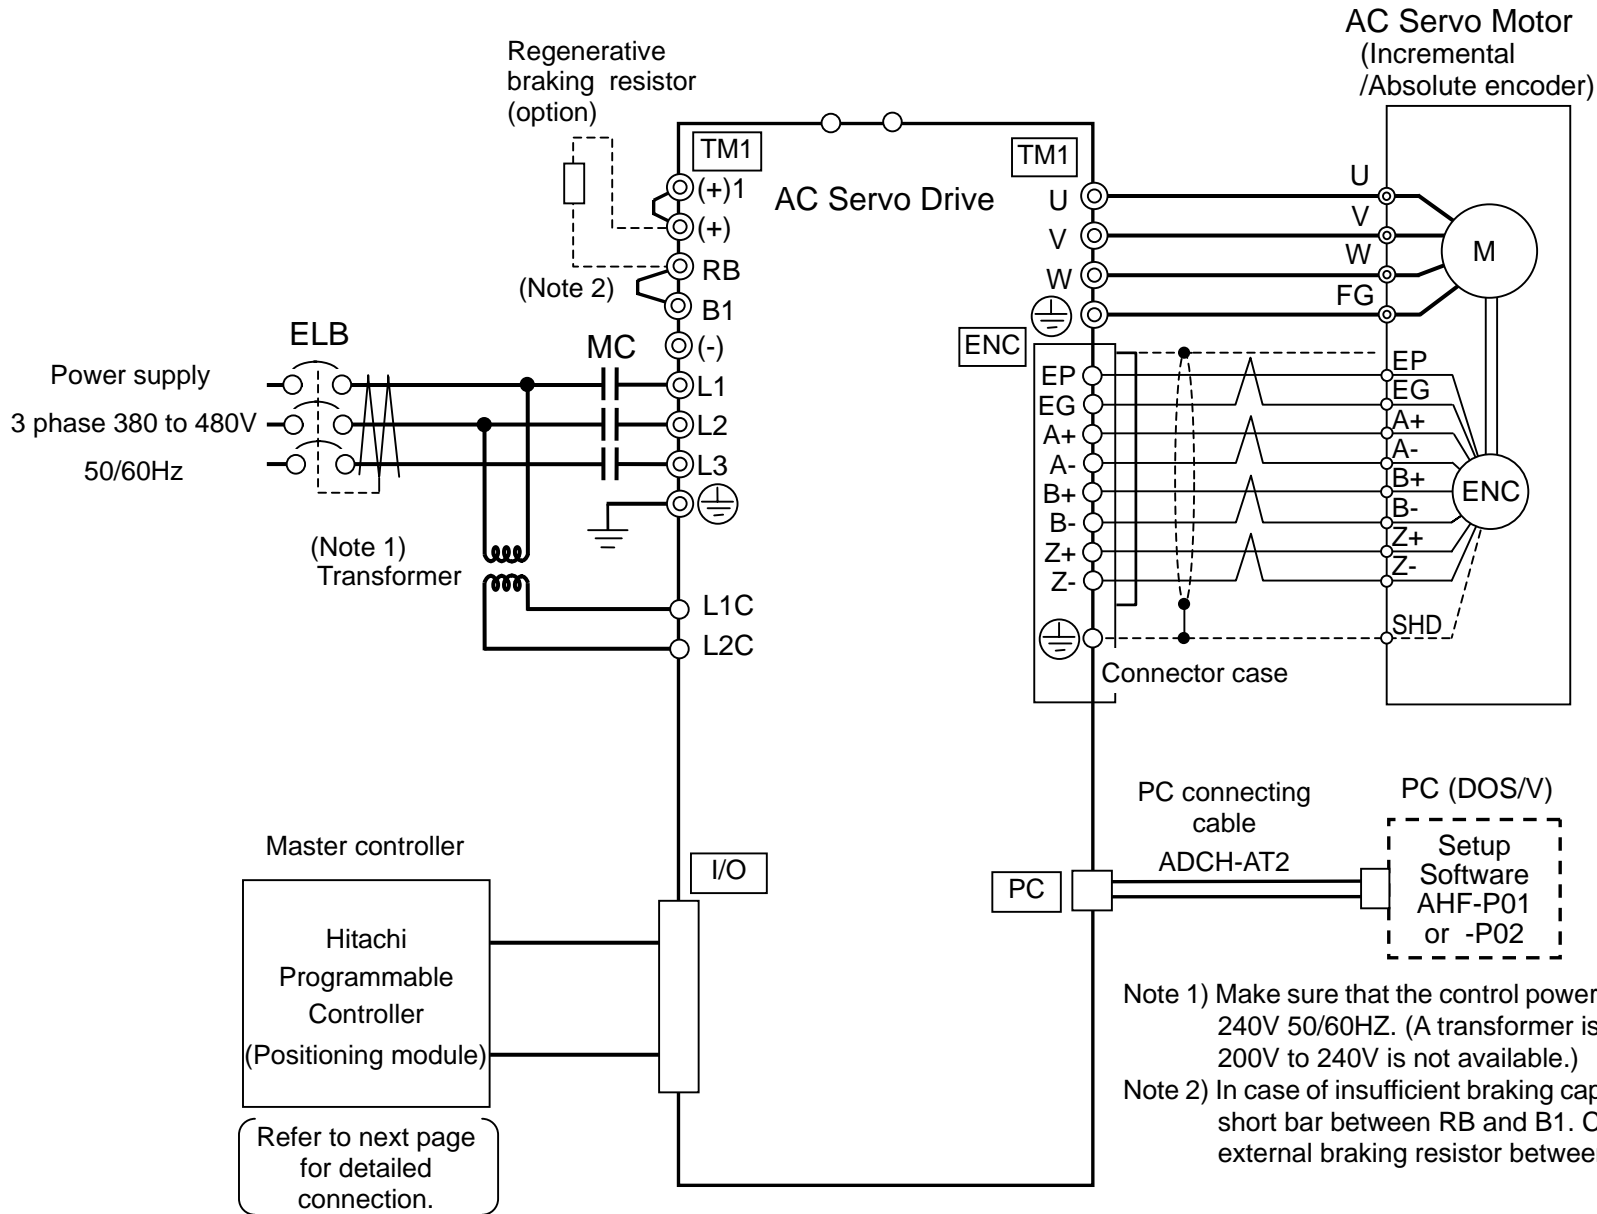 AC Servo Motor
(Incremental
/Absolute encoder)
Regenerative
braking resistor
(option)
TM1
(+)1
(+)
RB
(Note 2)
B1
(-)
AC Servo Drive
TM1
U
V
W
U
V
W
FG
M
ELB
MC
Power supply
3 phase 380 to 480V
50/60Hz
L1
L2
L3
(Note 1)
Transformer
L1C
L2C
ENC
EP
EG
A+
A-
B+
B-
Z+
Z-
EP
EG
A+
A-
B+
B-
Z+
Z-
SHD
ENC
Connector case
Master controller
I/O
Hitachi
Programmable
Controller
(Positioning module)
Refer to next page
for detailed
connection.
PC connecting
cable
ADCH-AT2
PC
PC (DOS/V)
Setup
Software
AHF-P01
or -P02
Note 1) Make sure that the control power
240V 50/60HZ. (A transformer is
200V to 240V is not available.)
Note 2) In case of insufficient braking cap
short bar between RB and B1. C
external braking resistor between